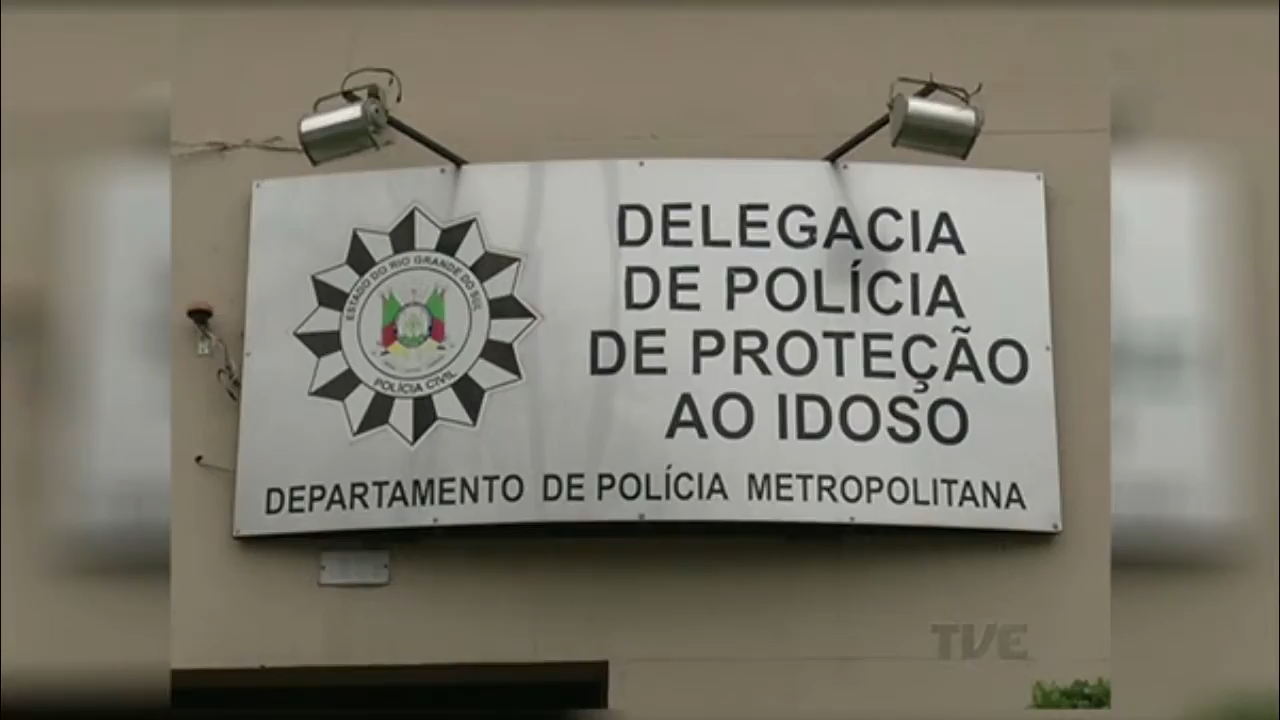 DELEGACIA
DE POLÍCIA
DE PROTEÇÃO
AO IDOSO
ESTADO DO RIO GRANDE DO SUL
POLÍCIA CIVIL
DEPARTAMENTO DE POLÍCIA METROPOLITANA
TVE